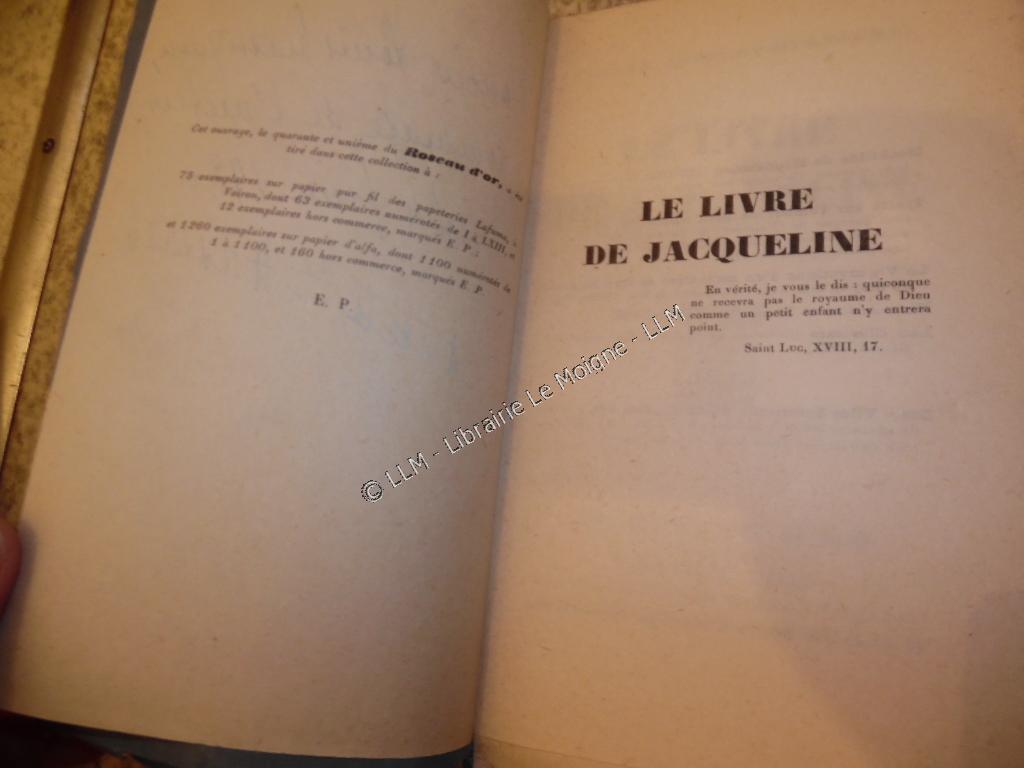 Cet ouvrage, le quarante et unième du Roseau d'or, a été
tiré dans cette collection à :
75 exemplaires sur papier pur fil des papeteries Lafuma, à
Voiron, dont 63 exemplaires numérotés de I à LXIII, et
12 exemplaires hors commerce, marqués E. P. ;
et 1260 exemplaires sur papier d'alfa, dont 1100 numérotés de
1 à 1100, et 160 hors commerce, marqués E. P.
E. P.
LE LIVRE
DE JACQUELINE
En vérité, je vous le dis : quiconque
ne recevra pas le royaume de Dieu
comme un petit enfant n'y entrera
point.
Saint Luc, XVIII, 17.
© LLM - Librairie Le Moigne - LLM